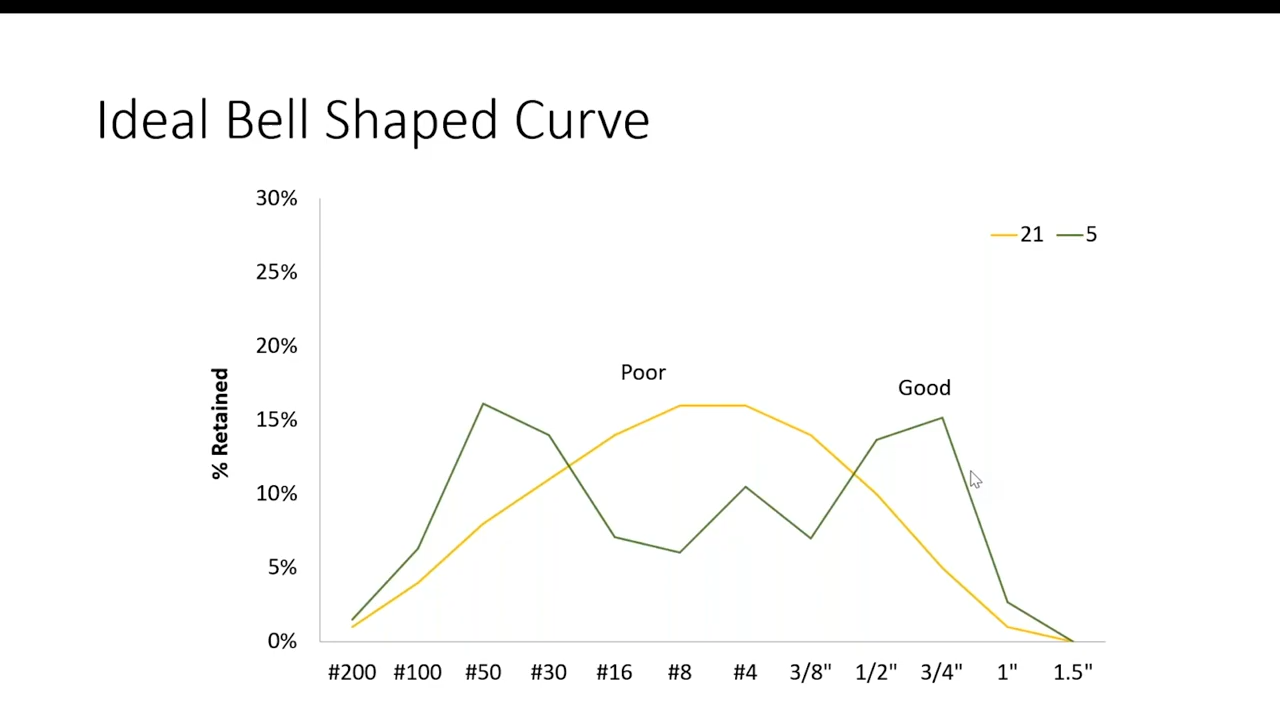 Ideal Bell Shaped Curve
30%
25%
20%
15%
10%
5%
0%
% Retained
21 5
Poor
Good
#200 #100 #50 #30 #16 #8 #4 3/8" 1/2" 3/4" 1" 1.5"